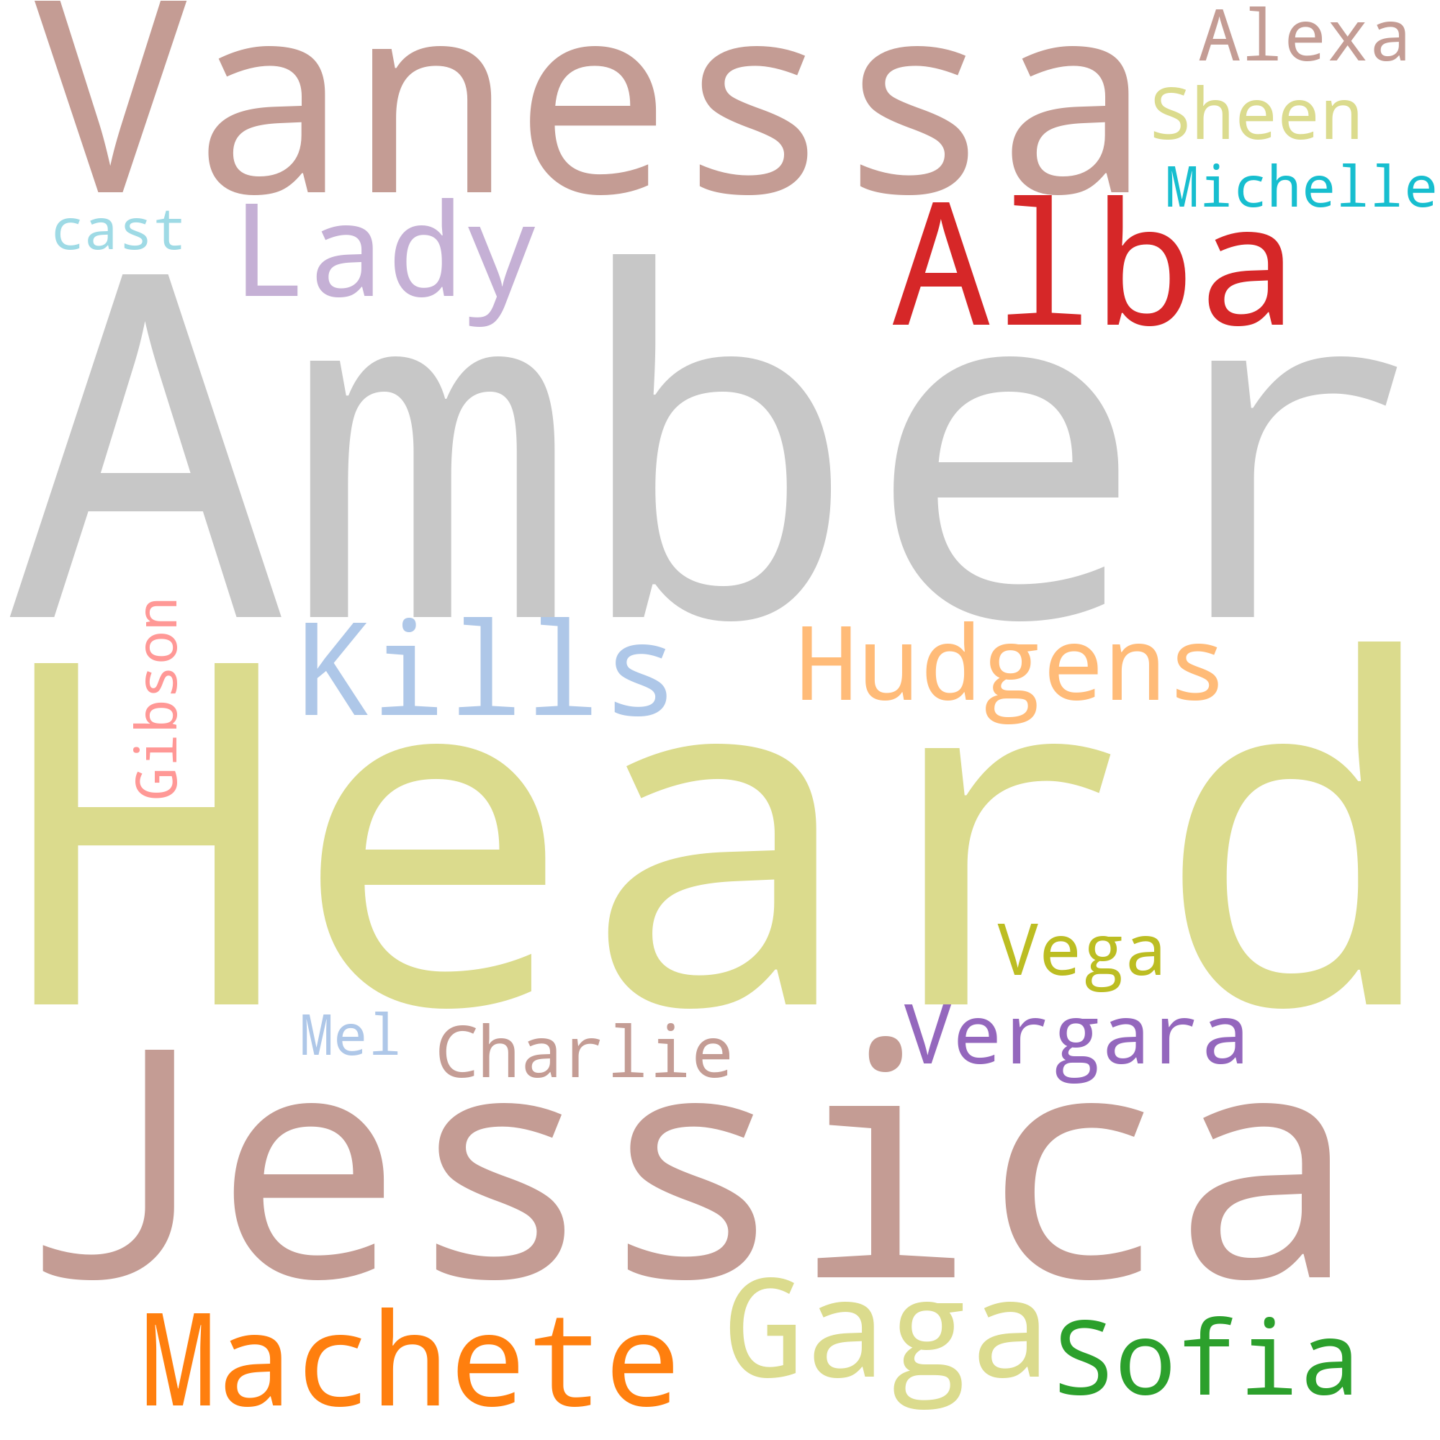 Vanessa
Alexa
Sheen
Michelle
cast
Lady
Alba
Amber
Gibson
Kills
Hudgens
Heard
Vega
Mel
Charlie
Vergara
Jessica
Machete
Gaga
Sofia